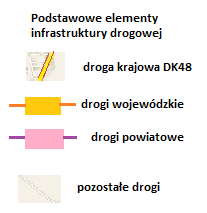 Podstawowe elementy
infrastruktury drogowej
droga krajowa DK48
drogi wojewódzkie
drogi powiatowe
pozostałe drogi